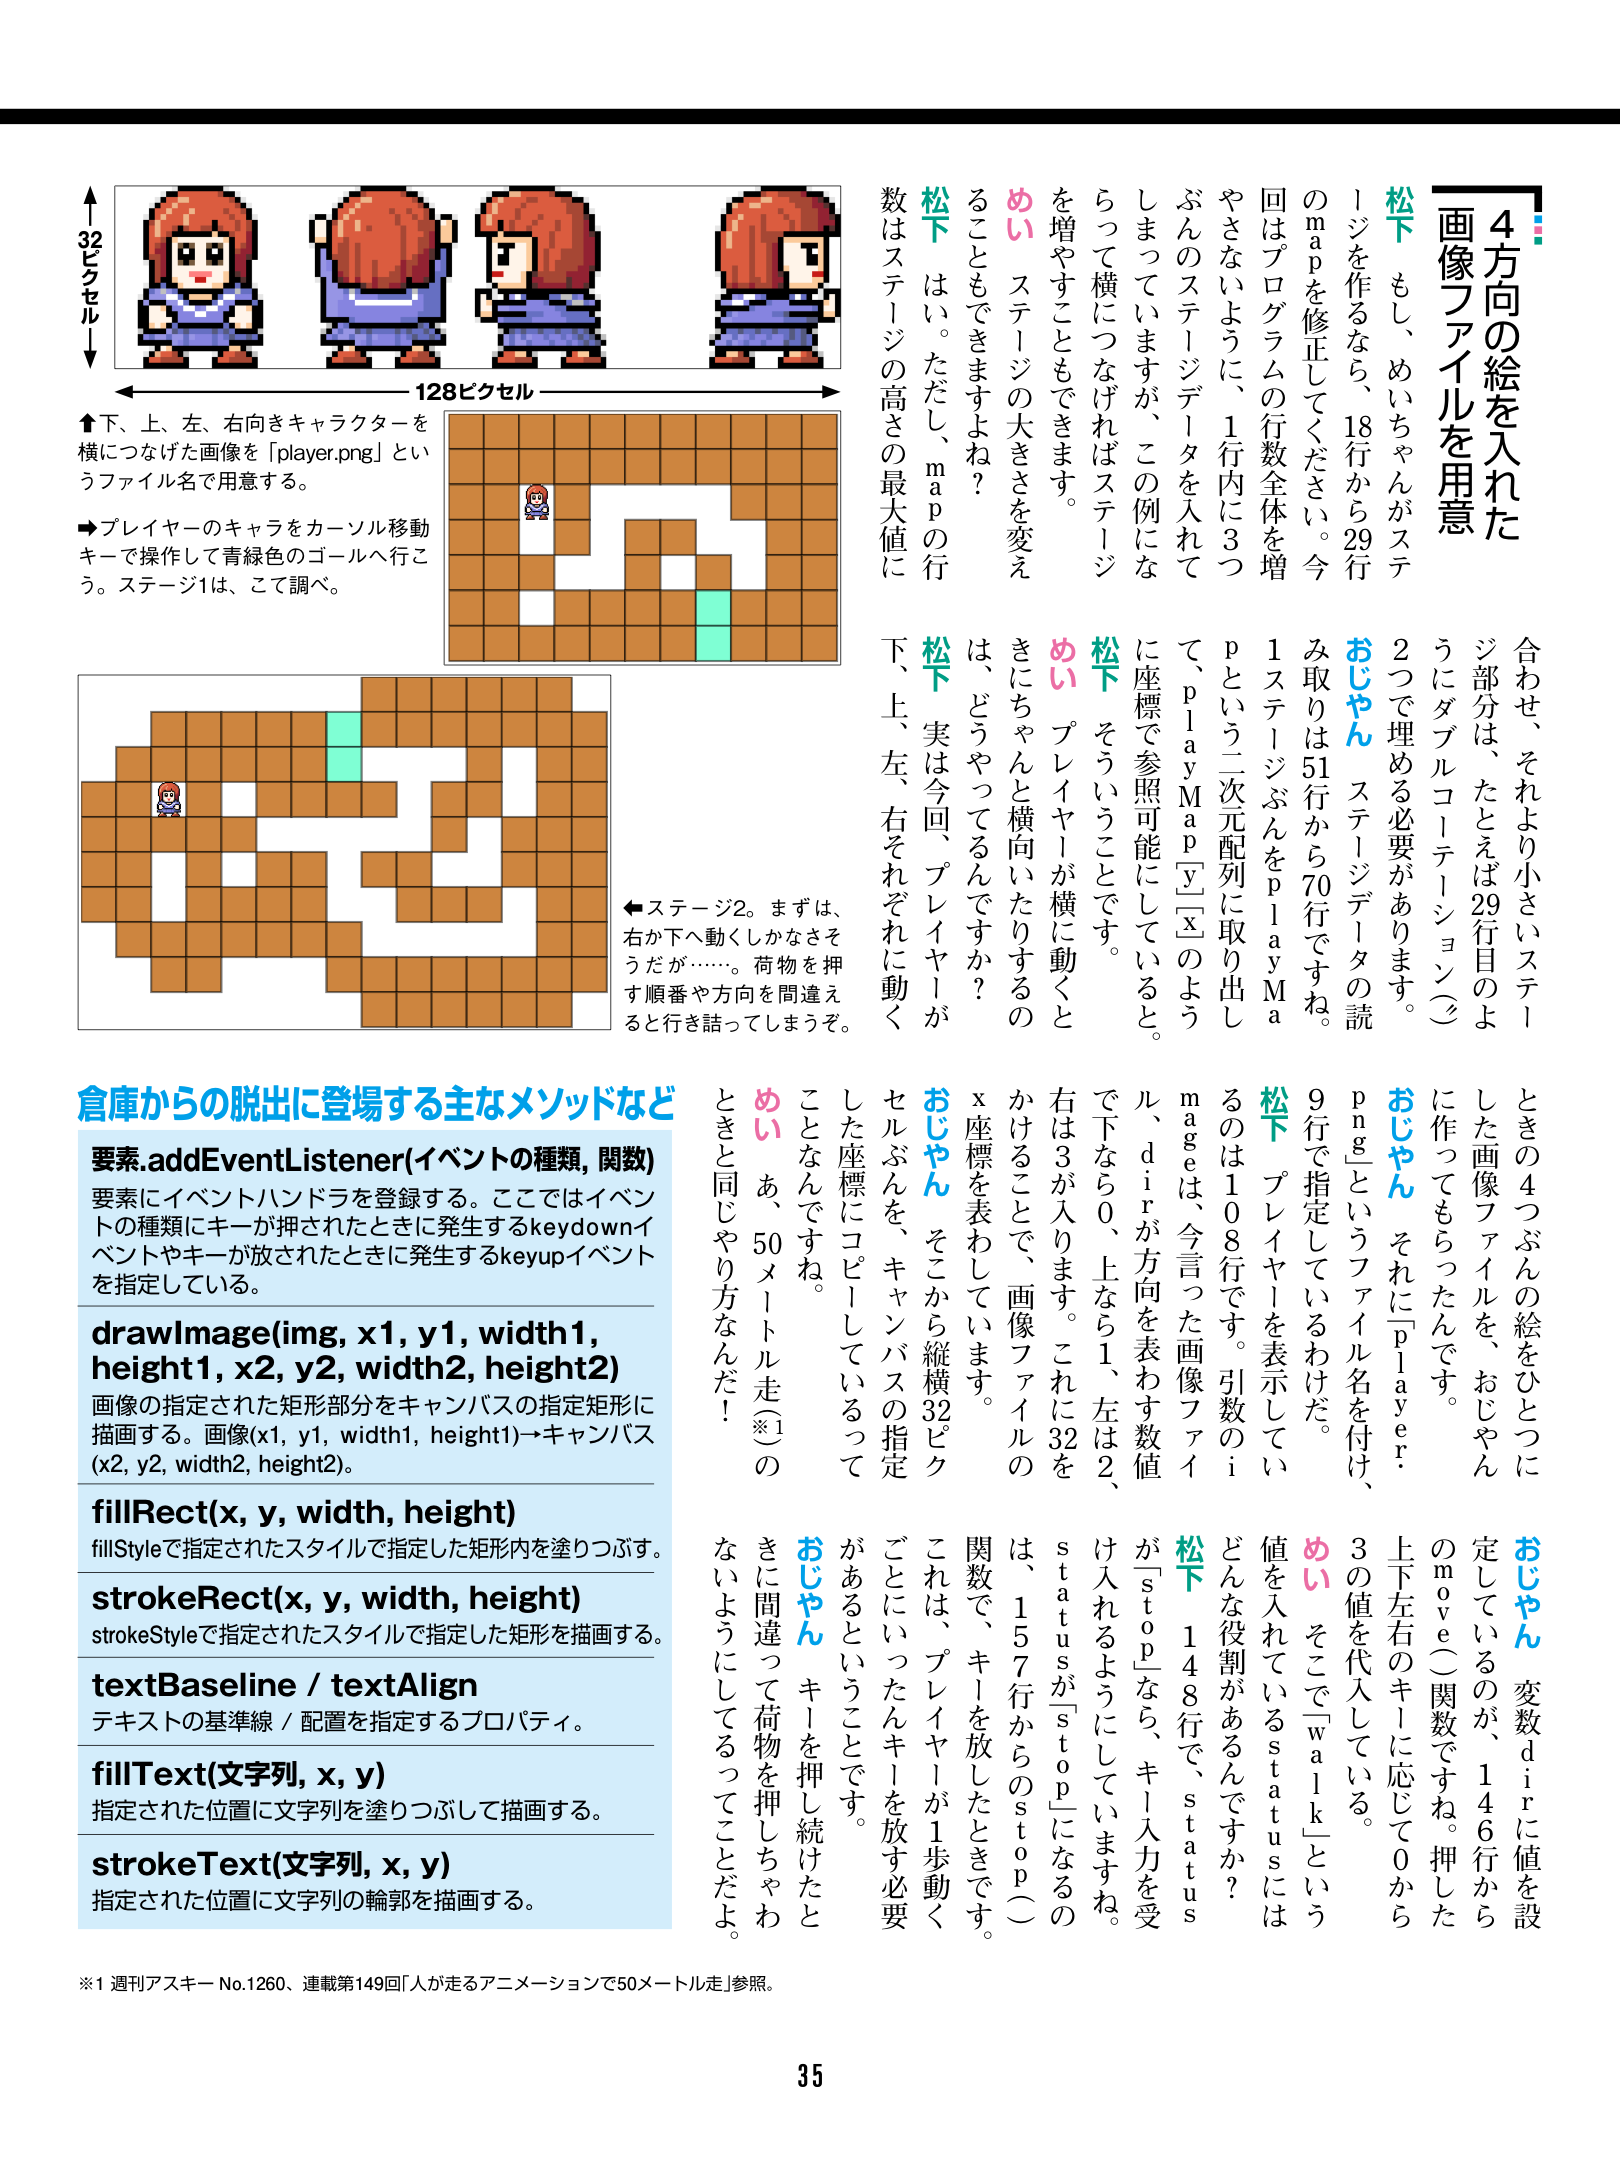 4方向の絵を入れた
画像ファイルを用意
松下　もし、めいちゃんがステ
ージを作るなら、18行から29行
のmapを修正してください。今
回はプログラムの行数全体を増
やさないように、1行内に3つ
ぶんのステージデータを入れて
しまっていますが、この例にな
らって横につなげればステージ
を増やすこともできます。
めい　ステージの大きさを変え
ることもできますよね？
松下　はい。ただし、mapの行
数はステージの高さの最大値に
合わせ、それより小さいステー
ジ部分は、たとえば29行目のよ
うにダブルコーテーション(")
2つで埋める必要があります。
おじやん　ステージデータの読
み取りは51行から70行ですね。
1ステージぶんをplayMa
pという二次元配列に取り出し
て、playMap[y][x]のよう
に座標で参照可能にしていると。
松下　そういうことです。
めい　プレイヤーが横に動くと
きにちゃんと横向いたりするの
は、どうやってるんですか？
松下　実は今回、プレイヤーが
下、上、左、右それぞれに動く
ときの4つぶんの絵をひとつに
した画像ファイルを、おじやん
に作ってもらったんです。
おじやん　それに「player.
png」というファイル名を付け、
9行で指定しているわけだ。
松下　プレイヤーを表示してい
るのは108行です。引数のi
mageは、今言った画像ファイ
ル、dirが方向を表わす数値
で下なら0、上なら1、左は2、
右は3が入ります。これに32を
かけることで、画像ファイルの
x座標を表わしています。
おじやん　そこから縦横32ピク
セルぶんを、キャンバスの指定
した座標にコピーしているって
ことなんですね。
めい　あ、50メートル走(※1)の
ときと同じやり方なんだ！
おじやん　変数dirに値を設
定しているのが、146行から
のmove()関数ですね。押した
上下左右のキーに応じて0から
3の値を代入している。
めい　そこで「walk」という
値を入れているstatusには
どんな役割があるんですか？
松下　148行で、status
が「stop」なら、キー入力を受
け入れるようにしていますね。
statusが「stop」になるの
は、157行からのstop()
関数で、キーを放したときです。
これは、プレイヤーが1歩動く
ごとにいったんキーを放す必要
があるということです。
おじやん　キーを押し続けたと
きに間違って荷物を押しちゃわ
ないようにしてるってことだよ。
32ピクセル
128ピクセル
⬆下、上、左、右向きキャラクターを
横につなげた画像を「player.png」とい
うファイル名で用意する。
➡プレイヤーのキャラをカーソル移動
キーで操作して青緑色のゴールへ行こ
う。ステージ1は、こて調べ。
⬅ステージ2。まずは、
右か下へ動くしかなさそ
うだが……。荷物を押
す順番や方向を間違え
ると行き詰ってしまうぞ。
倉庫からの脱出に登場する主なメソッドなど
要素.addEventListener(イベントの種類, 関数)
要素にイベントハンドラを登録する。ここではイベン
トの種類にキーが押されたときに発生するkeydownイ
ベントやキーが放されたときに発生するkeyupイベント
を指定している。
drawImage(img, x1, y1, width1,
height1, x2, y2, width2, height2)
画像の指定された矩形部分をキャンバスの指定矩形に
描画する。画像(x1, y1, width1, height1)→キャンバス
(x2, y2, width2, height2)。
fillRect(x, y, width, height)
fillStyleで指定されたスタイルで指定した矩形内を塗りつぶす。
strokeRect(x, y, width, height)
strokeStyleで指定されたスタイルで指定した矩形を描画する。
textBaseline / textAlign
テキストの基準線 / 配置を指定するプロパティ。
fillText(文字列, x, y)
指定された位置に文字列を塗りつぶして描画する。
strokeText(文字列, x, y)
指定された位置に文字列の輪郭を描画する。
※1 週刊アスキー No.1260、連載第149回「人が走るアニメーションで50メートル走」参照。
35